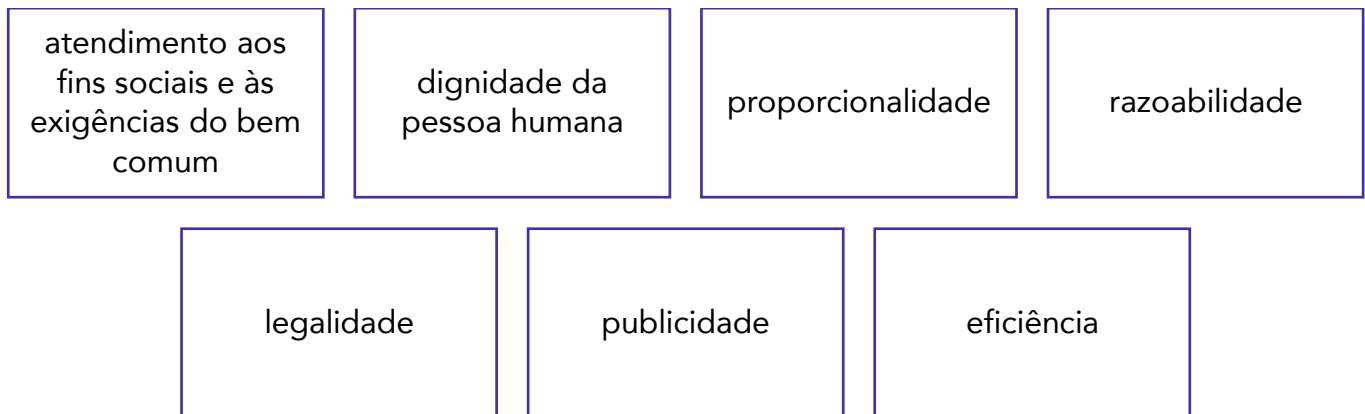 atendimento aos
fins sociais e às
exigências do bem
comum
dignidade da
pessoa humana
proporcionalidade
razoabilidade
legalidade
publicidade
eficiência